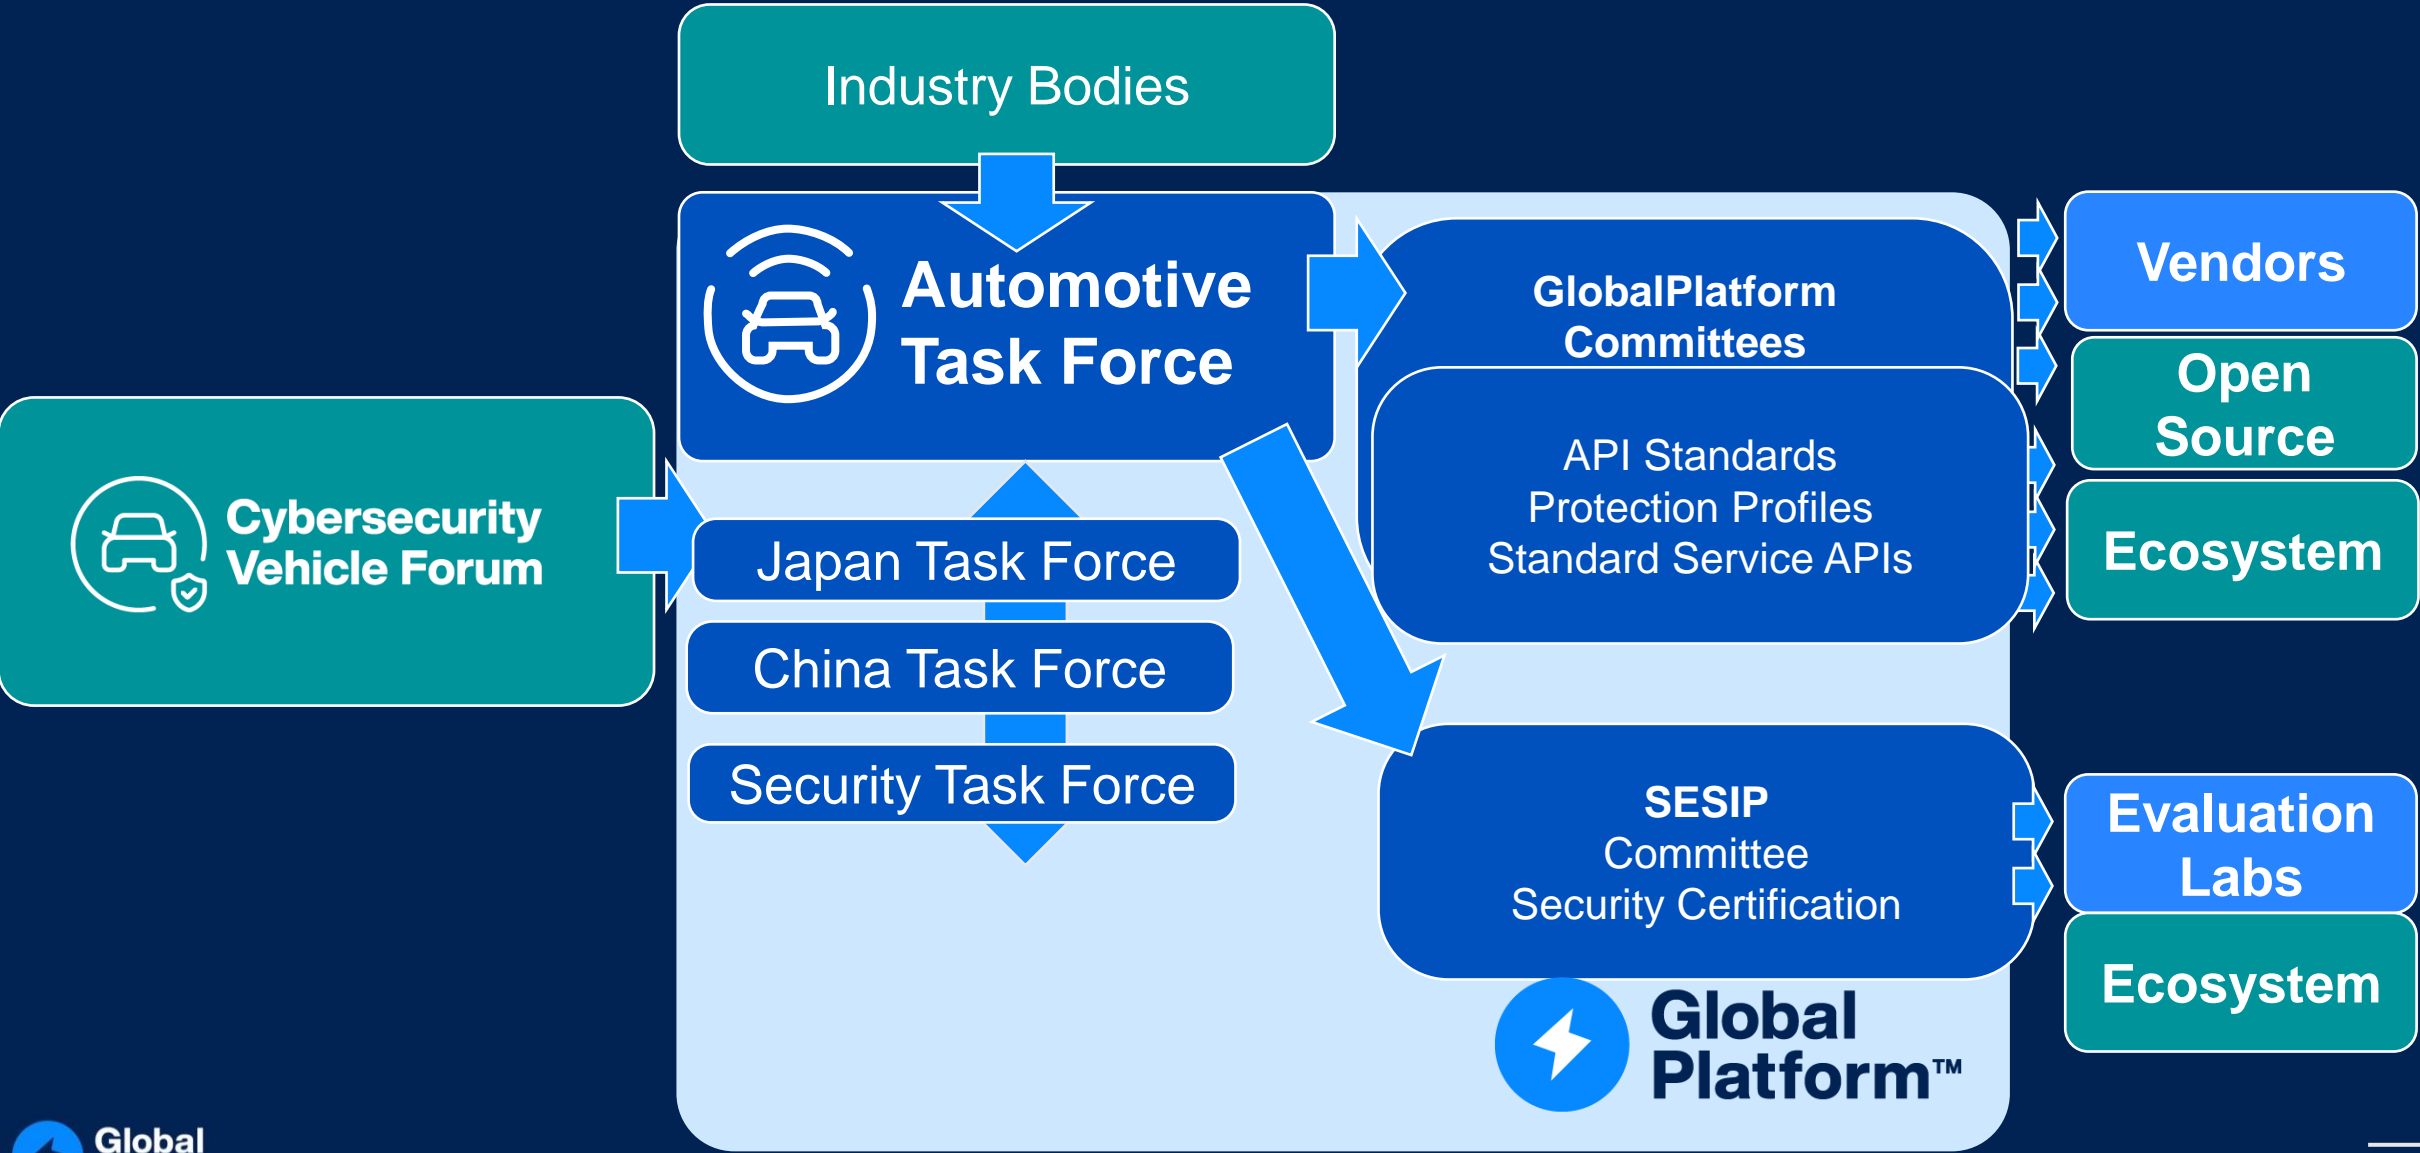 Industry Bodies
Automotive
Task Force
Cybersecurity
Vehicle Forum
Japan Task Force
China Task Force
Security Task Force
GlobalPlatform
Committees
API Standards
Protection Profiles
Standard Service APIs
SESIP
Committee
Security Certification
Global
Platform™
Vendors
Open
Source
Ecosystem
Evaluation
Labs
Ecosystem
Global